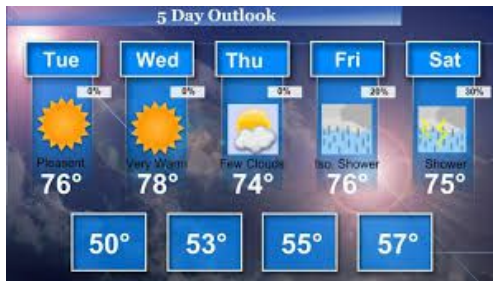 5 Day Outlook
Tue Wed Thu Fri Sat
0% 0% 0% 20% 30%
Pleasant Very Warm Few Clouds Iso. Shower Shower
76° 78° 74° 76° 75°
50° 53° 55° 57°